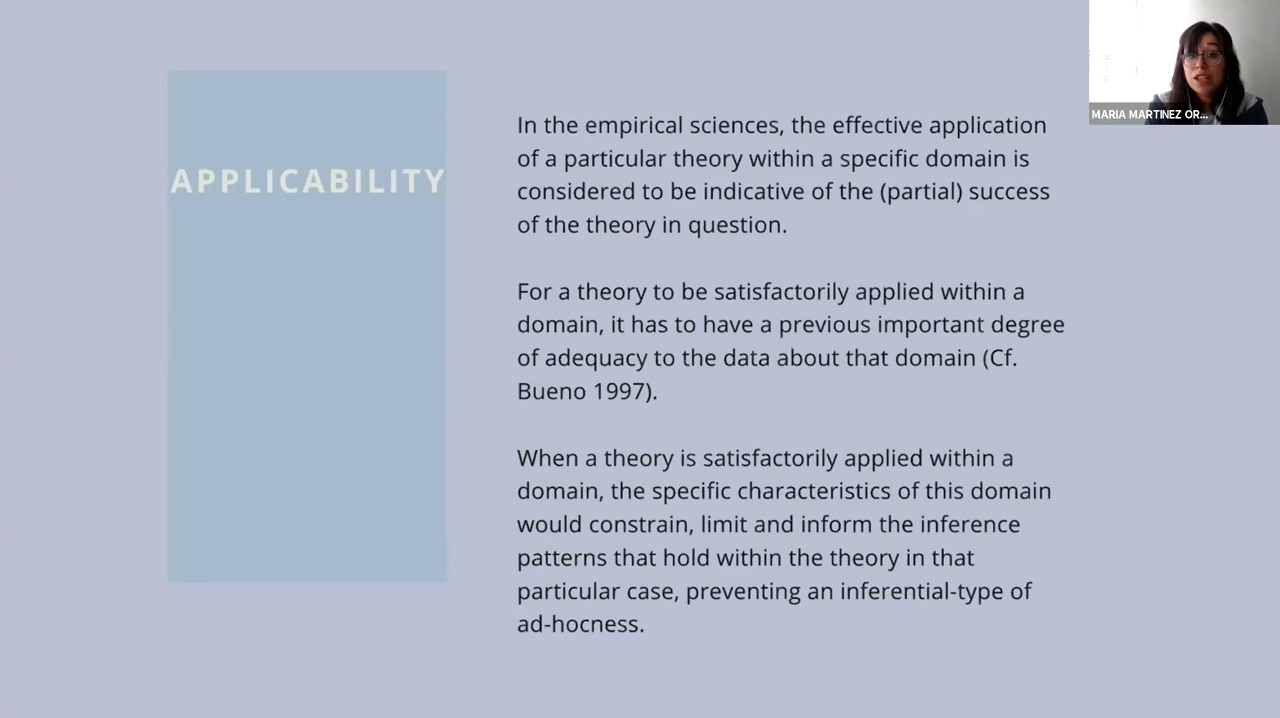 APPLICABILITY
In the empirical sciences, the effective application
of a particular theory within a specific domain is
considered to be indicative of the (partial) success
of the theory in question.
For a theory to be satisfactorily applied within a
domain, it has to have a previous important degree
of adequacy to the data about that domain (Cf.
Bueno 1997).
When a theory is satisfactorily applied within a
domain, the specific characteristics of this domain
would constrain, limit and inform the inference
patterns that hold within the theory in that
particular case, preventing an inferential-type of
ad-hocness.
MARIA MARTINEZ OR...